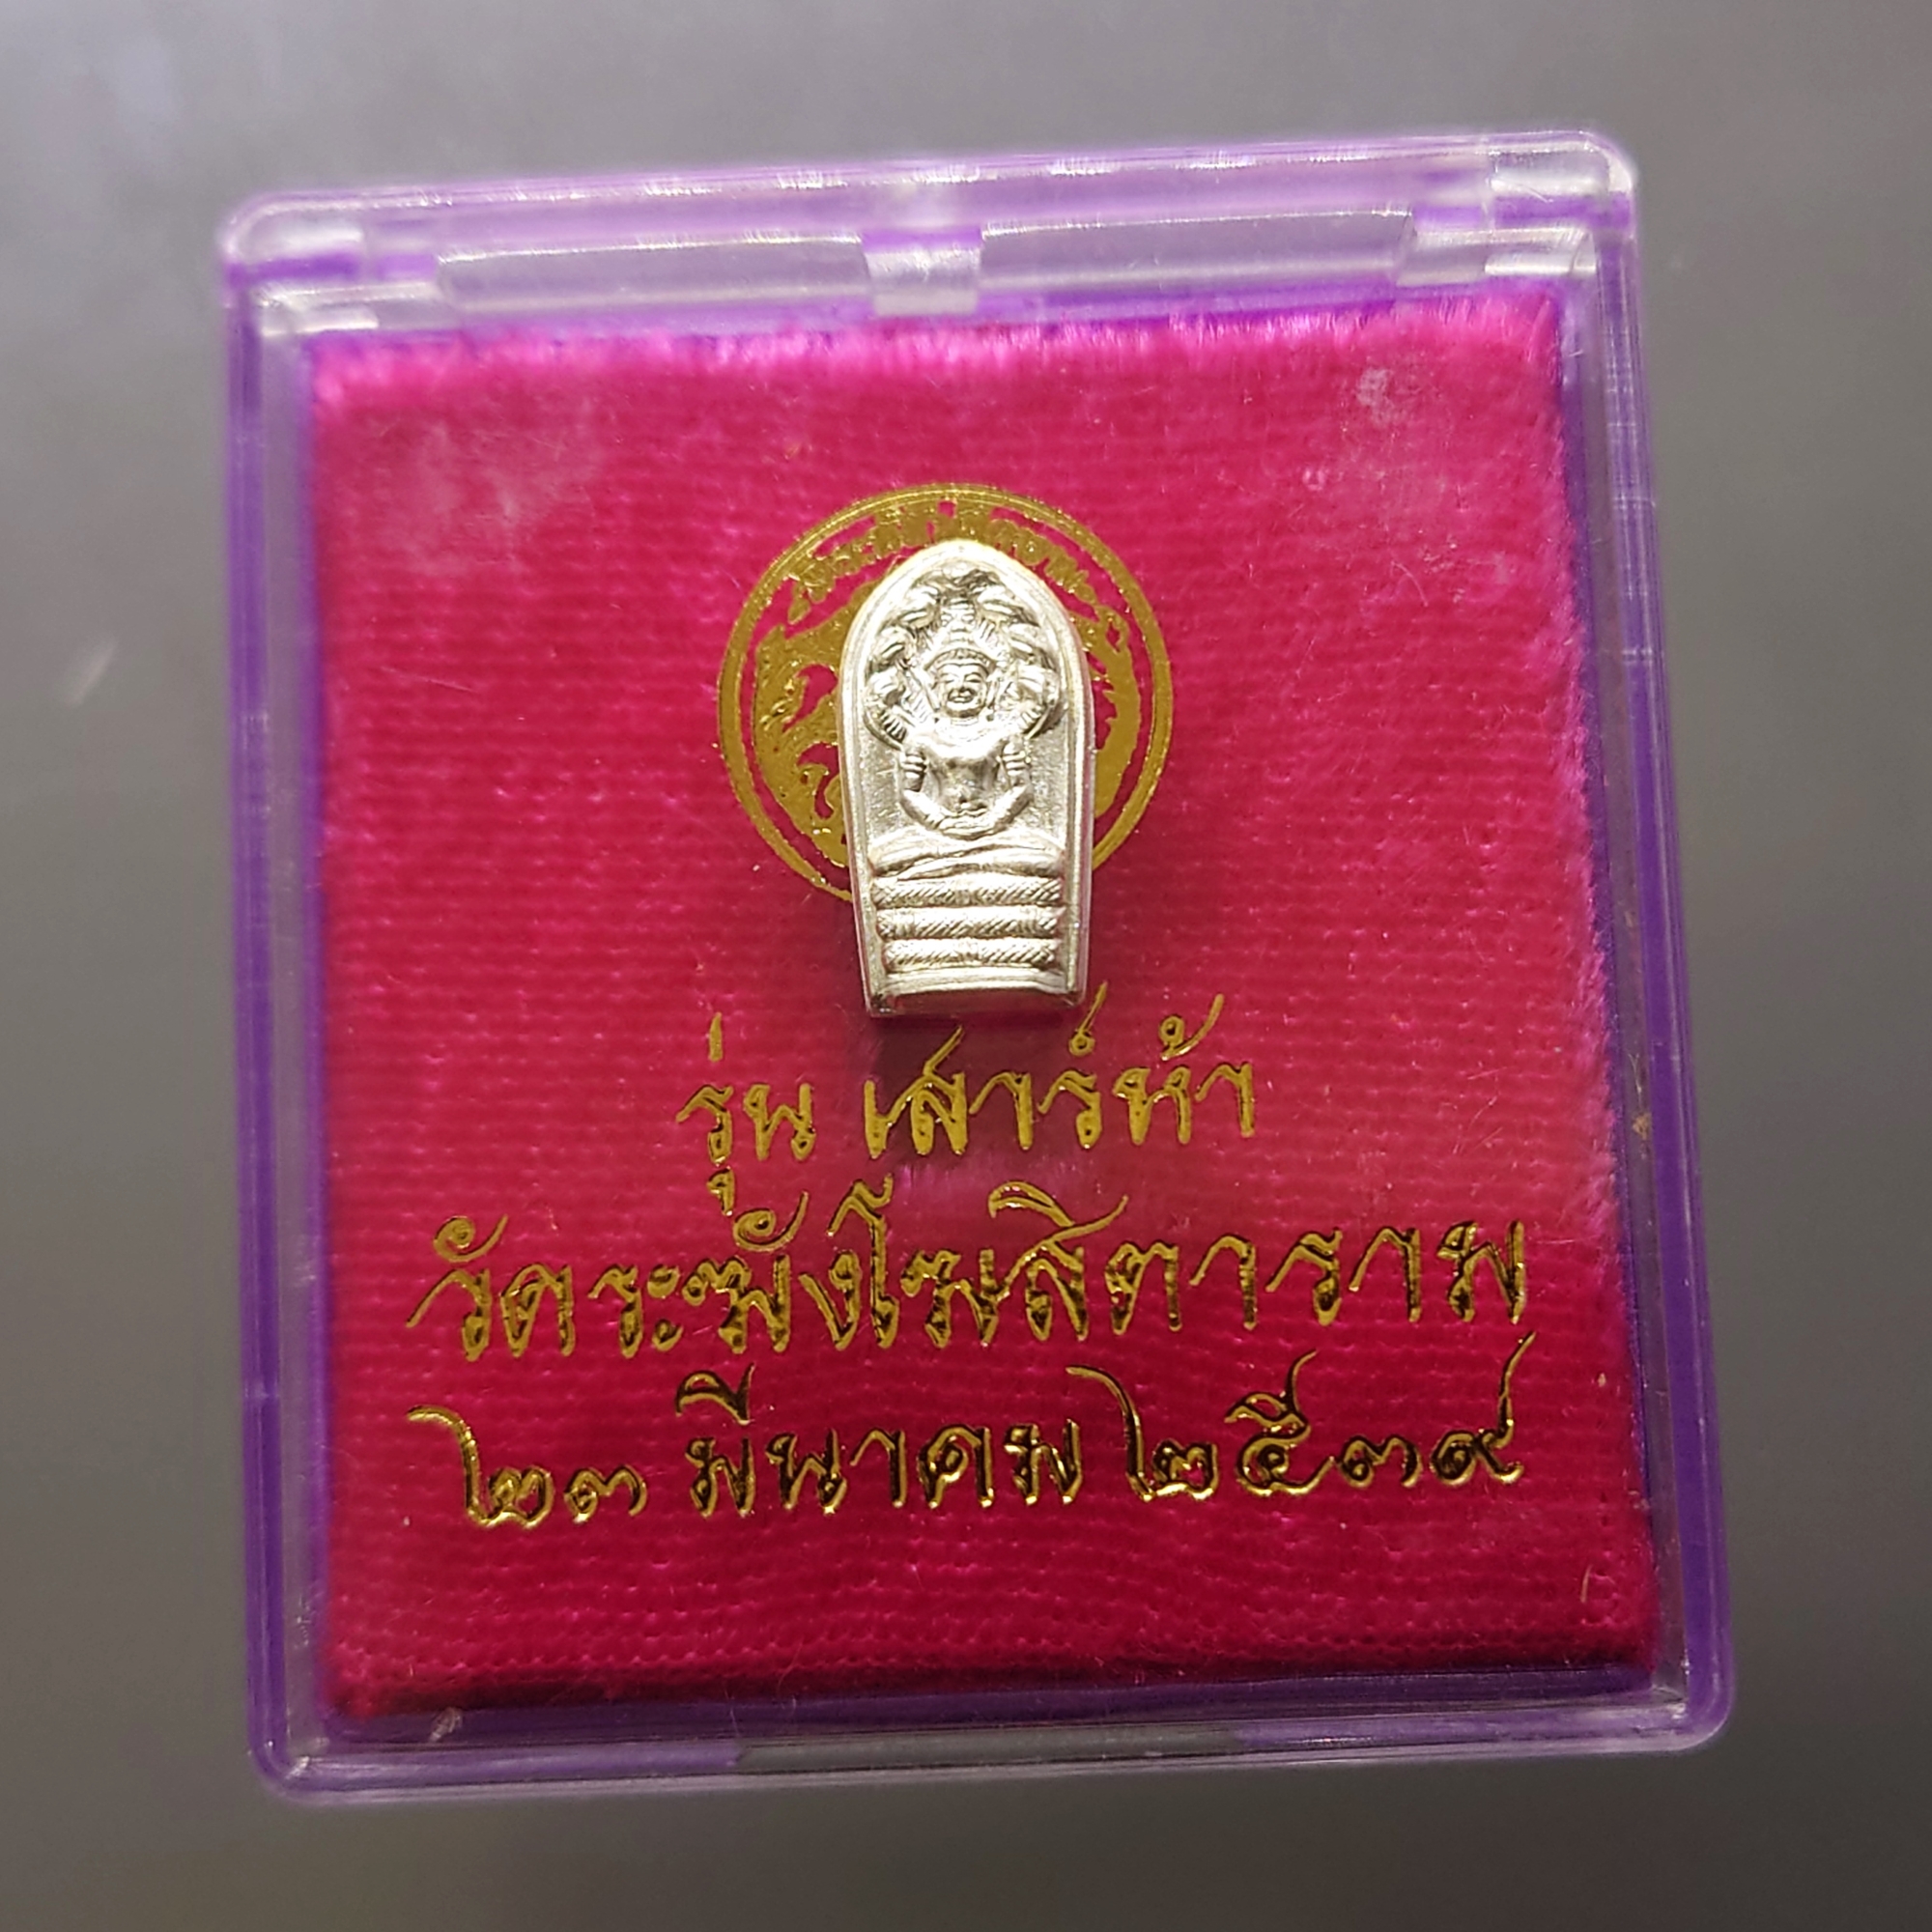 รุ่น เสาร์ห้า
วัดระฆังโฆสิตาราม
๒๓ มีนาคม ๒๕๓๙